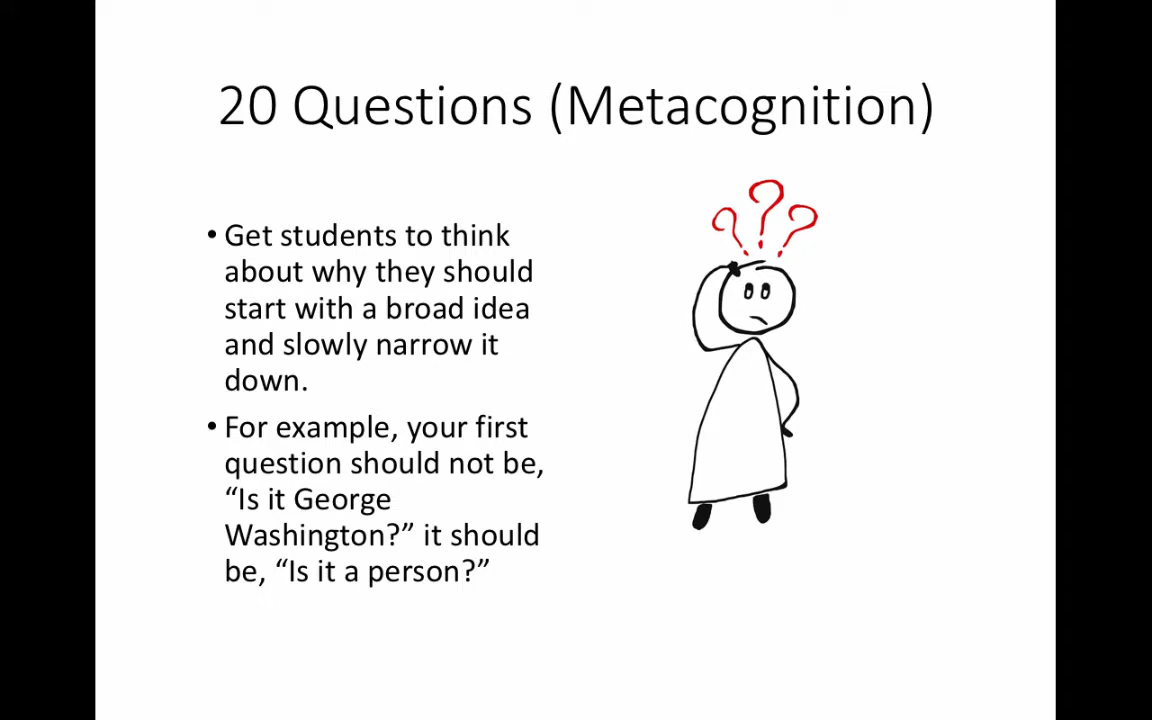 20 Questions (Metacognition)
• Get students to think
about why they should
start with a broad idea
and slowly narrow it
down.
• For example, your first
question should not be,
“Is it George
Washington?” it should
be, “Is it a person?”
? ? ?